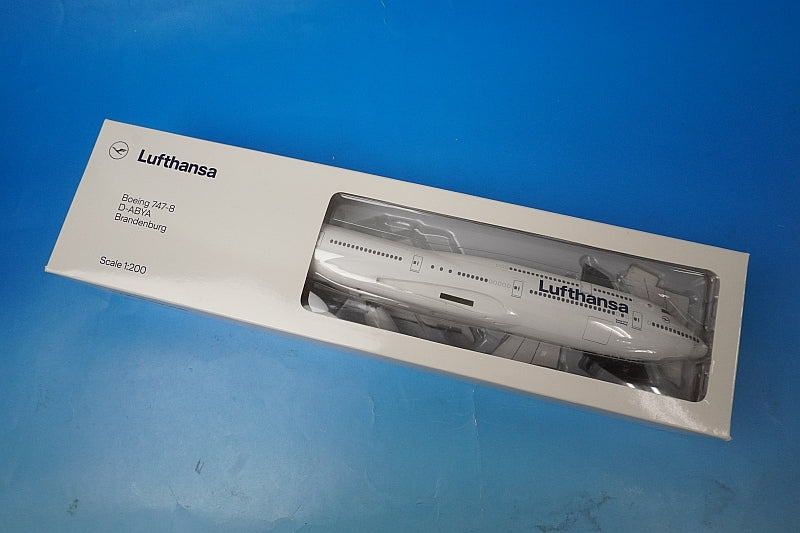 Lufthansa
Boeing 747-8
D-ABYA
Brandenburg
Scale 1:200
Lufthansa